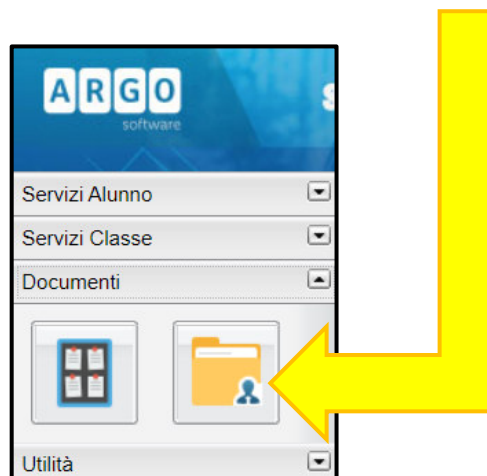 ARGO
software
Servizi Alunno
Servizi Classe
Documenti
Utilità